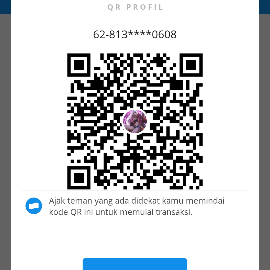 QR PROFIL
62-813****0608
Ajak teman yang ada didekat kamu memindai
kode QR ini untuk memulai transaksi.